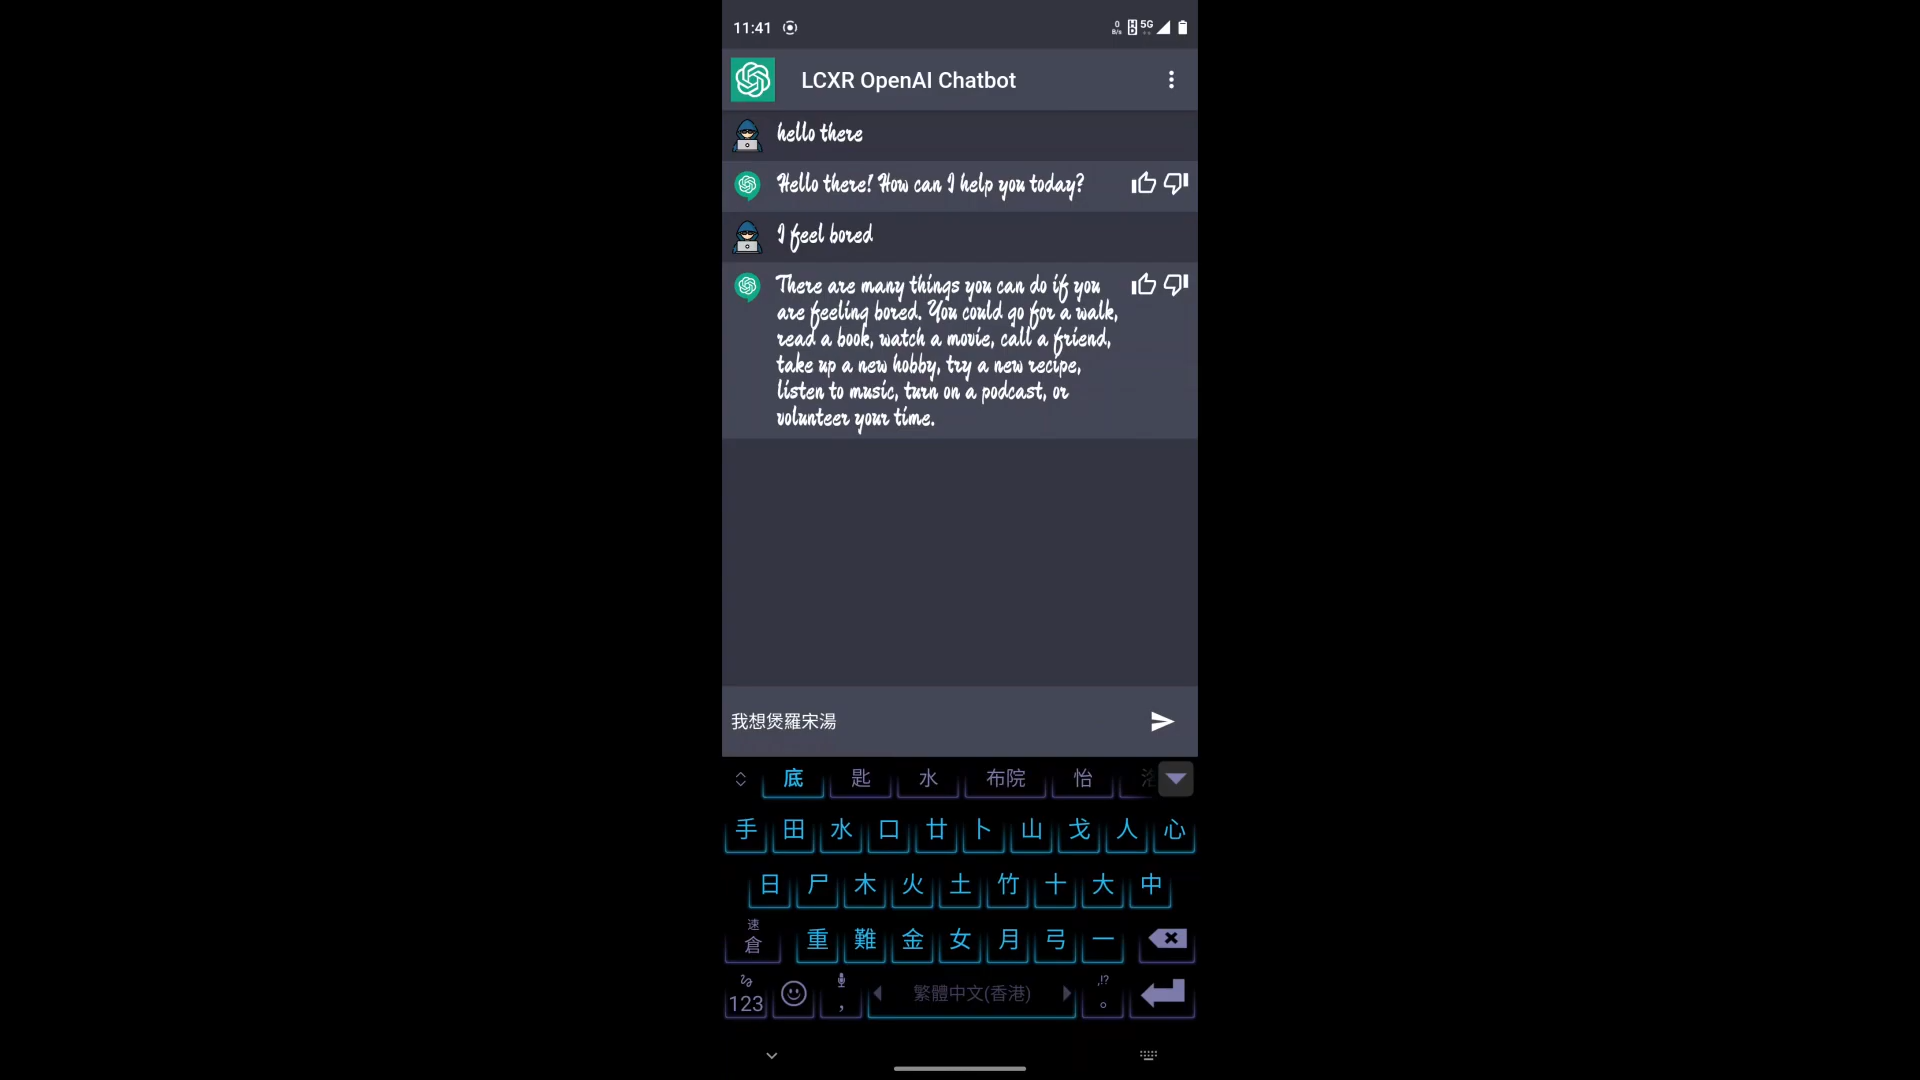 11:41
0 B/s 5G
LCXR OpenAI Chatbot
hello there
Hello there! How can I help you today?
I feel bored
There are many things you can do if you
are feeling bored. You could go for a walk,
read a book, watch a movie, call a friend,
take up a new hobby, try a new recipe,
listen to music, turn on a podcast, or
volunteer your time.
我想煲羅宋湯
底 匙 水 布院 怡
手 田 水 口 廿 卜 山 戈 人 心
日 尸 木 火 土 竹 十 大 中
速
倉 重 難 金 女 月 弓 一
,!?
123 , 繁體中文(香港) 。